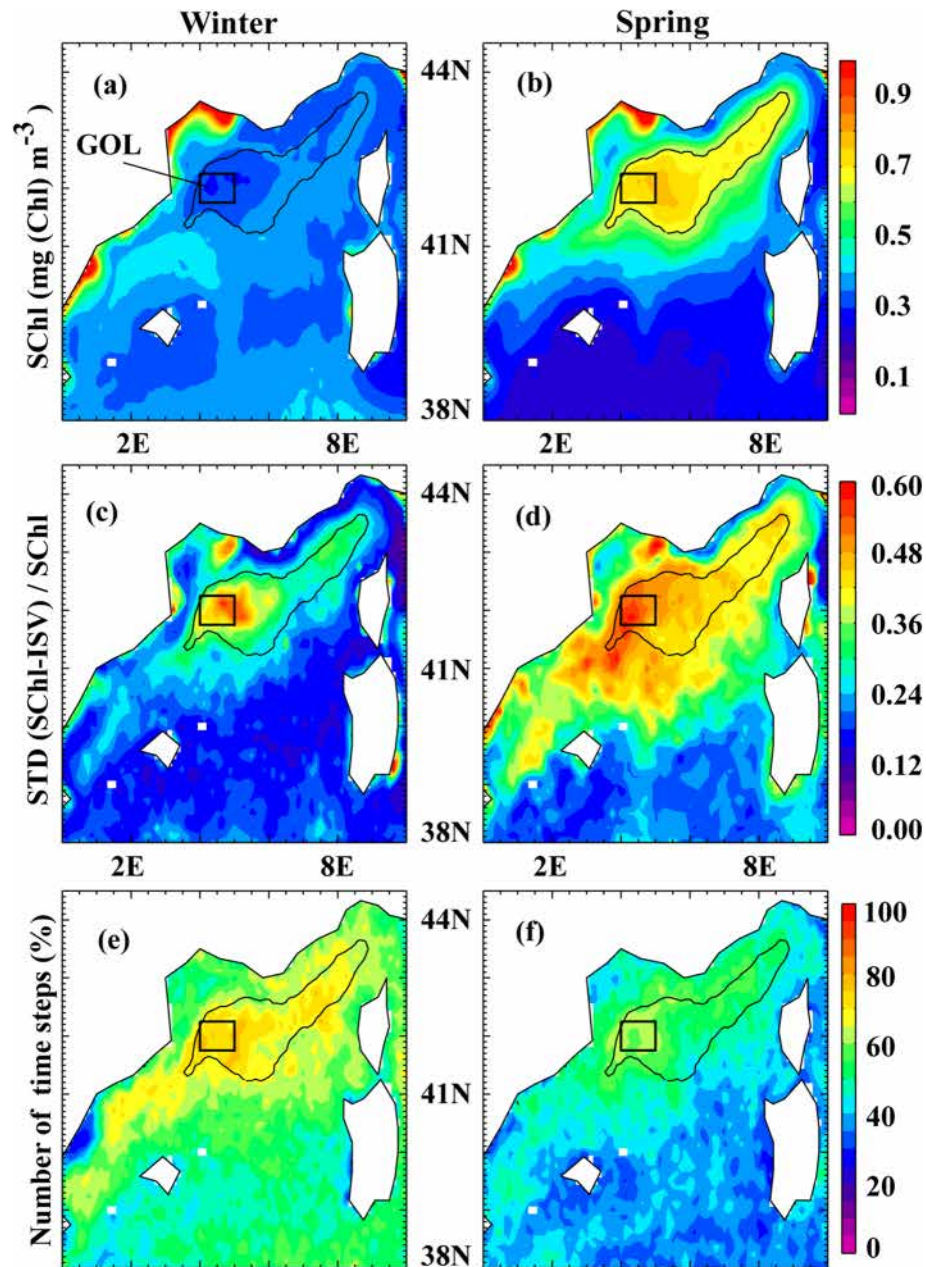 Winter Spring
(a) (b)
GOL
SChl (mg (Chl) m⁻³
44N
41N
38N
0.9
0.7
0.5
0.3
0.1
2E 8E 2E 8E
(c) (d)
STD (SChl-ISV) / SChl
44N
41N
38N
0.60
0.48
0.36
0.24
0.12
0.00
2E 8E 2E 8E
(e) (f)
Number of time steps (%)
44N
41N
38N
100
80
60
40
20
0